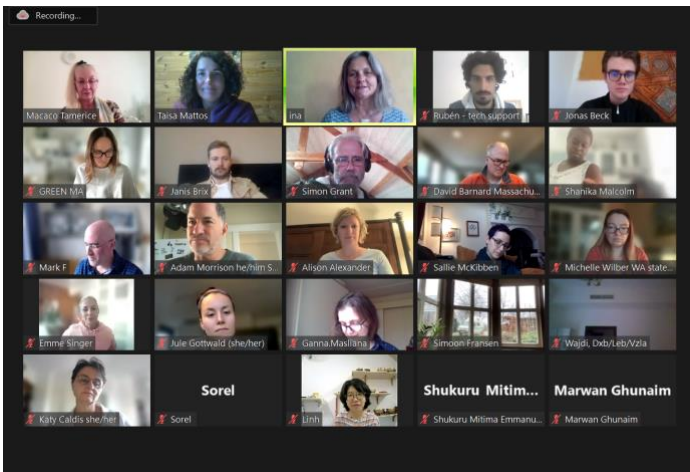 Recording...
Macaco Tamerice
Taisa Mattos
ina
Rubén - tech support
Jonas Beck
GREEN MA
Janis Brix
Simon Grant
David Barnard Massachu...
Shanika Malcolm
Mark F
Adam Morrison he/him S...
Alison Alexander
Sallie McKibben
Michelle Wilber WA state...
Emme Singer
Jule Gottwald (she/her)
Ganna.Masliana
Simoon Fransen
Wajdi, Dxb/Leb/Vzla
Katy Caldis she/her
Sorel
Sorel
Linh
Shukuru Mitim...
Shukuru Mitima Emmanu...
Marwan Ghunaim
Marwan Ghunaim